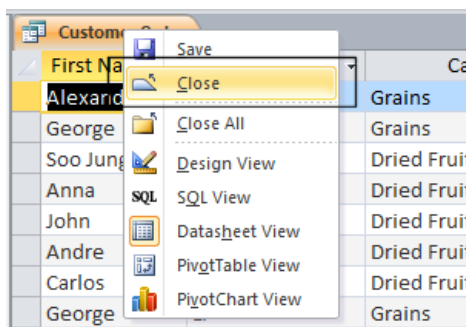 Custom
Save
First Na
Ca
Close
Alexand
Grains
George
Close All
Grains
Soo Jung
Design View
Dried Frui
Anna
SQL SQL View
Dried Frui
John
Datasheet View
Dried Frui
Andre
PivotTable View
Dried Frui
Carlos
Dried Frui
PivotChart View
George
Grains